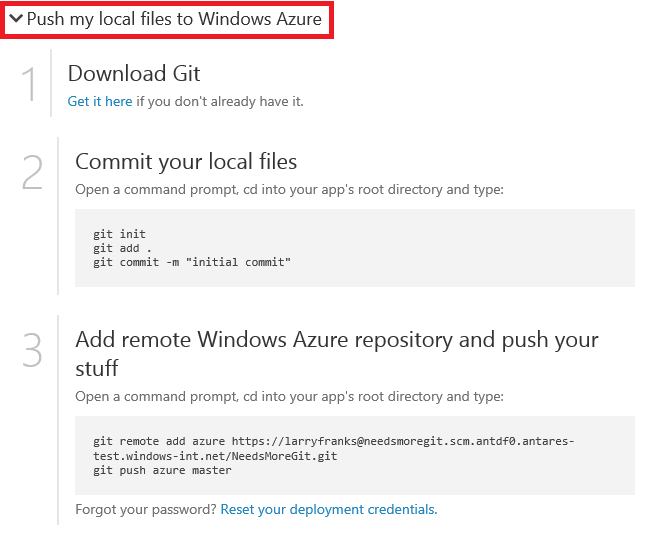 Push my local files to Windows Azure
1
Download Git
Get it here if you don't already have it.
2
Commit your local files
Open a command prompt, cd into your app's root directory and type:
git init
git add .
git commit -m "initial commit"
3
Add remote Windows Azure repository and push your
stuff
Open a command prompt, cd into your app's root directory and type:
git remote add azure https://larryfranks@needsmoregit.scm.antdf0.antares-
test.windows-int.net/NeedsMoreGit.git
git push azure master
Forgot your password? Reset your deployment credentials.